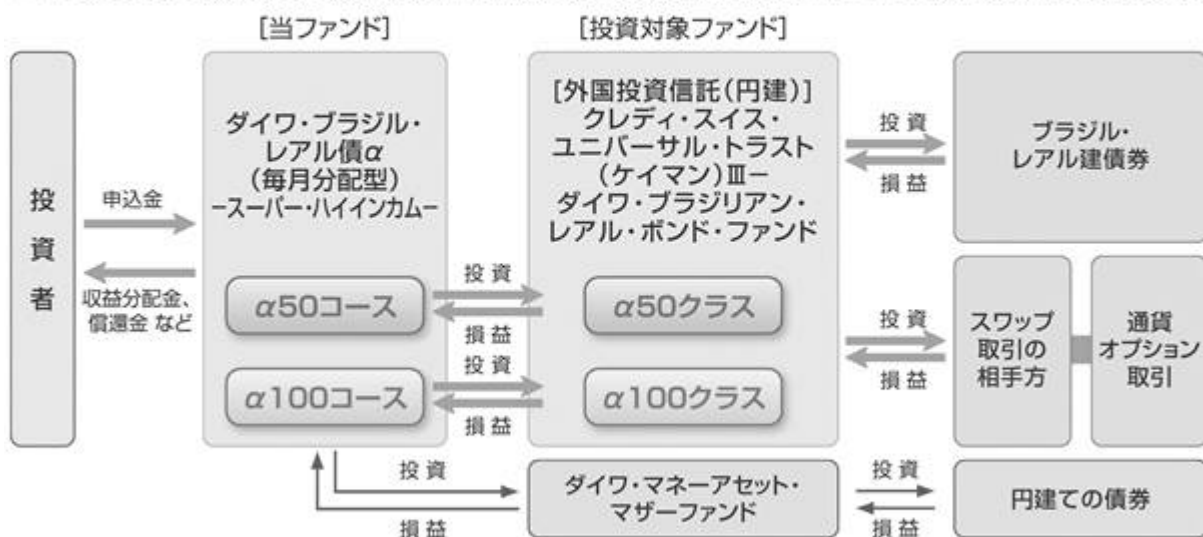 [当ファンド]
[投資対象ファンド]
投資者
申込金
収益分配金、
償還金 など
ダイワ・ブラジル・
レアル債α
(毎月分配型)
−スーパー・ハイインカム−
α50コース
α100コース
投 資
損 益
投 資
損 益
[外国投資信託(円建)]
クレディ・スイス・
ユニバーサル・トラスト
(ケイマン)Ⅲ−
ダイワ・ブラジリアン・
レアル・ボンド・ファンド
α50クラス
α100クラス
投 資
損 益
ブラジル・
レアル建債券
投 資
損 益
スワップ
取引の
相手方
通貨
オプション
取引
投 資
損 益
ダイワ・マネーアセット・
マザーファンド
投 資
損 益
円建ての債券